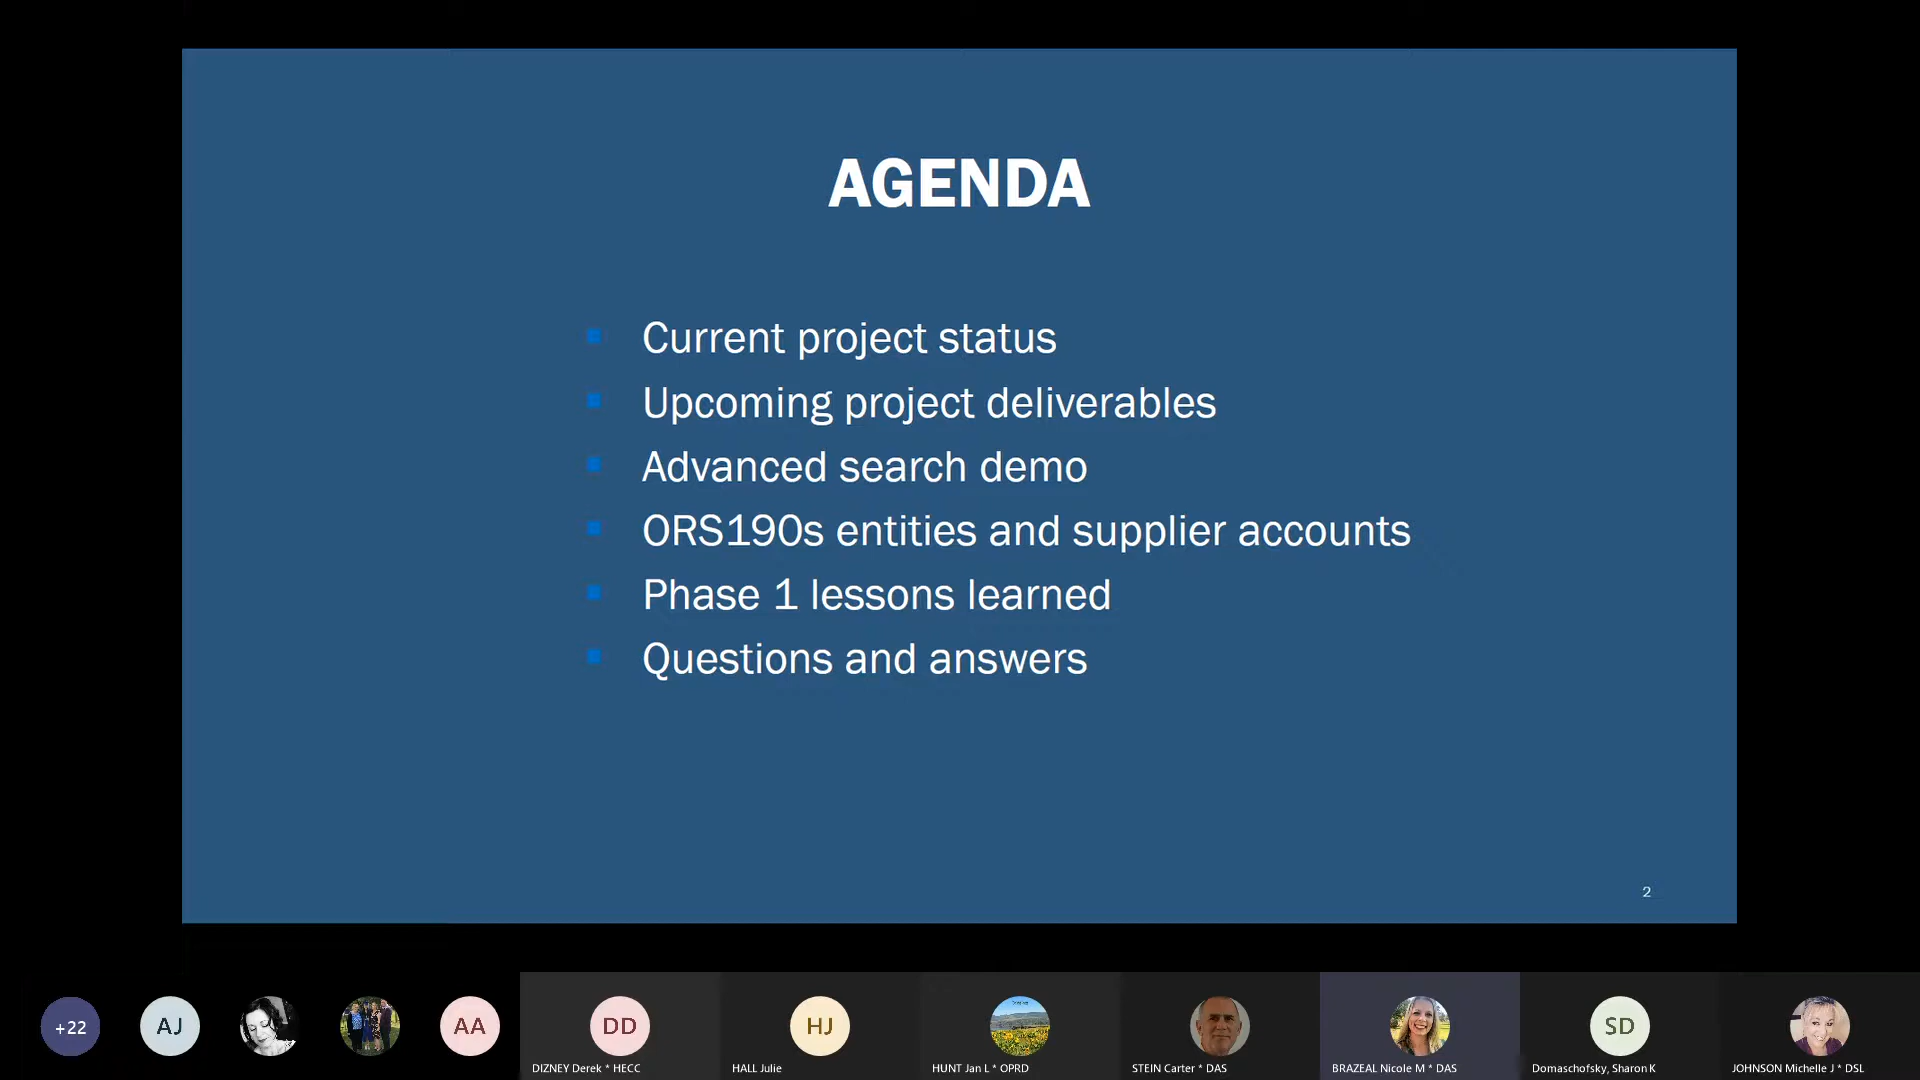 AGENDA
Current project status
Upcoming project deliverables
Advanced search demo
ORS190s entities and supplier accounts
Phase 1 lessons learned
Questions and answers
2
+22
AJ
AA
DD
HJ
SD
DIZNEY Derek * HECC
HALL Julie
HUNT Jan L * OPRD
STEIN Carter * DAS
BRAZEAL Nicole M * DAS
Domaschofsky, Sharon K
JOHNSON Michelle J * DSL